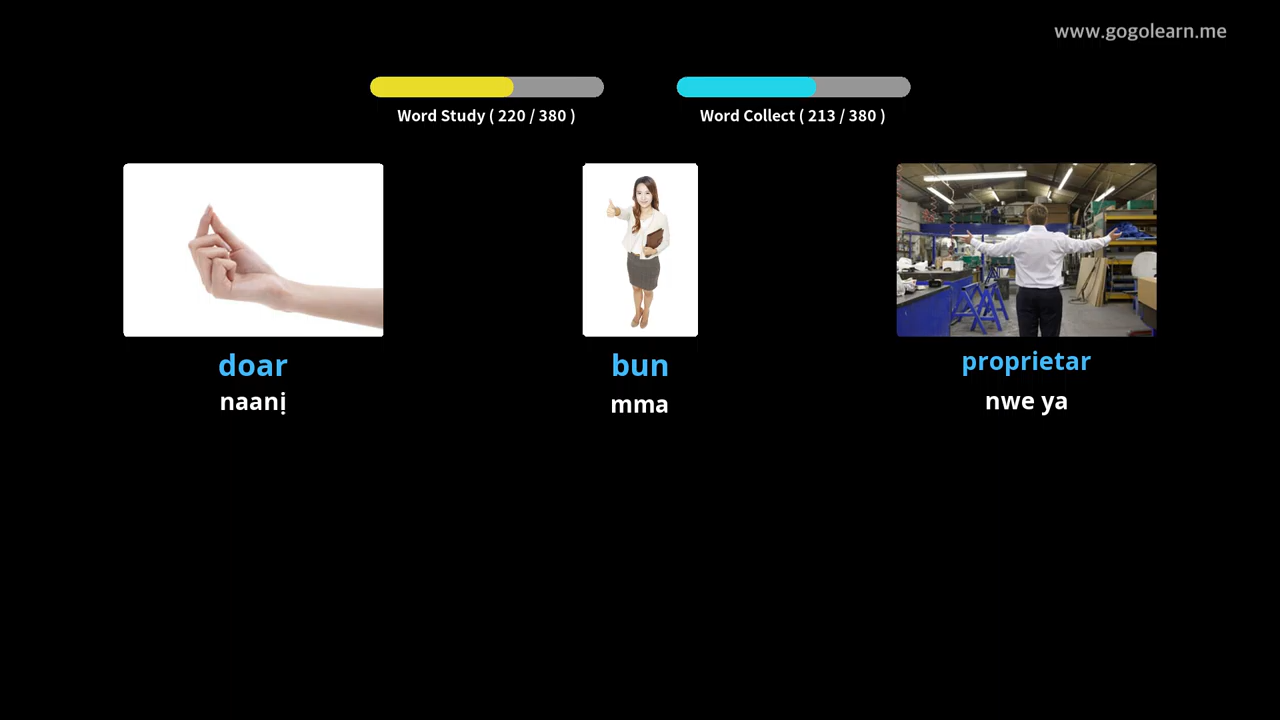 www.gogolearn.me
Word Study ( 220 / 380 )
Word Collect ( 213 / 380 )
doar
naanị
bun
mma
proprietar
nwe ya